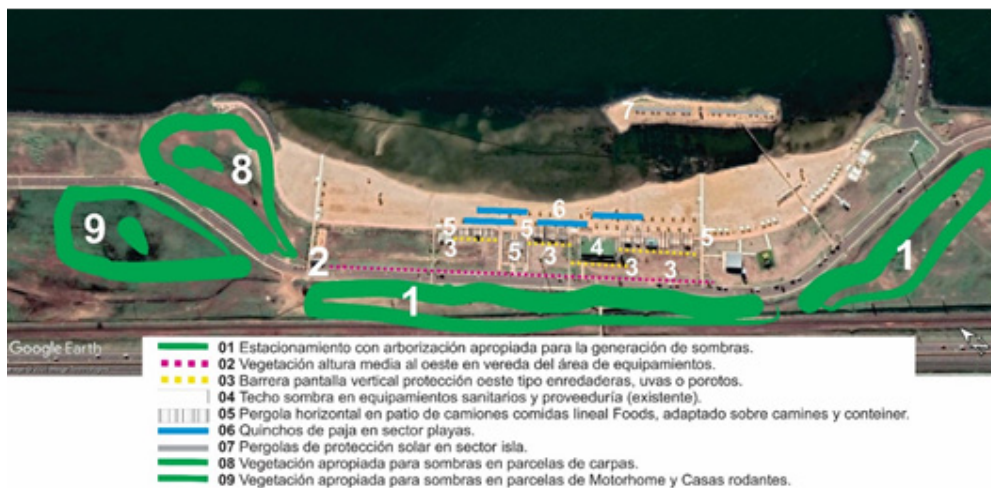 7
8
6
9
5
5
5
3
3
5
3
4
3
3
2
1
1
Google Earth
01 Estacionamiento con arborización apropiada para la generación de sombras.
02 Vegetación altura media al oeste en vereda del área de equipamientos.
03 Barrera pantalla vertical protección oeste tipo enredaderas, uvas o porotos.
04 Techo sombra en equipamientos sanitarios y proveeduría (existente).
05 Pergola horizontal en patio de camiones comidas lineal Foods, adaptado sobre camines y conteiner.
06 Quinchos de paja en sector playas.
07 Pergolas de protección solar en sector isla.
08 Vegetación apropiada para sombras en parcelas de carpas.
09 Vegetación apropiada para sombras en parcelas de Motorhome y Casas rodantes.